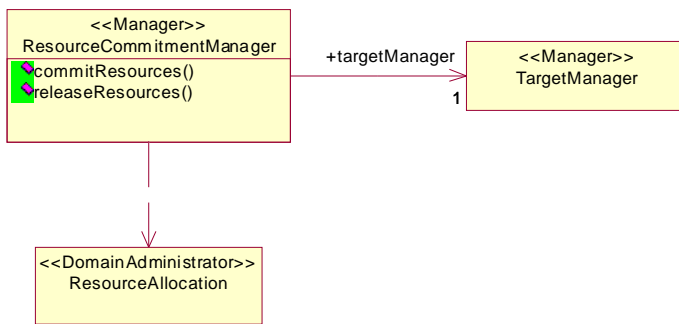 <<Manager>>
ResourceCommitmentManager
commitResources()
releaseResources()
+targetManager
1
<<Manager>>
TargetManager
<<DomainAdministrator>>
ResourceAllocation